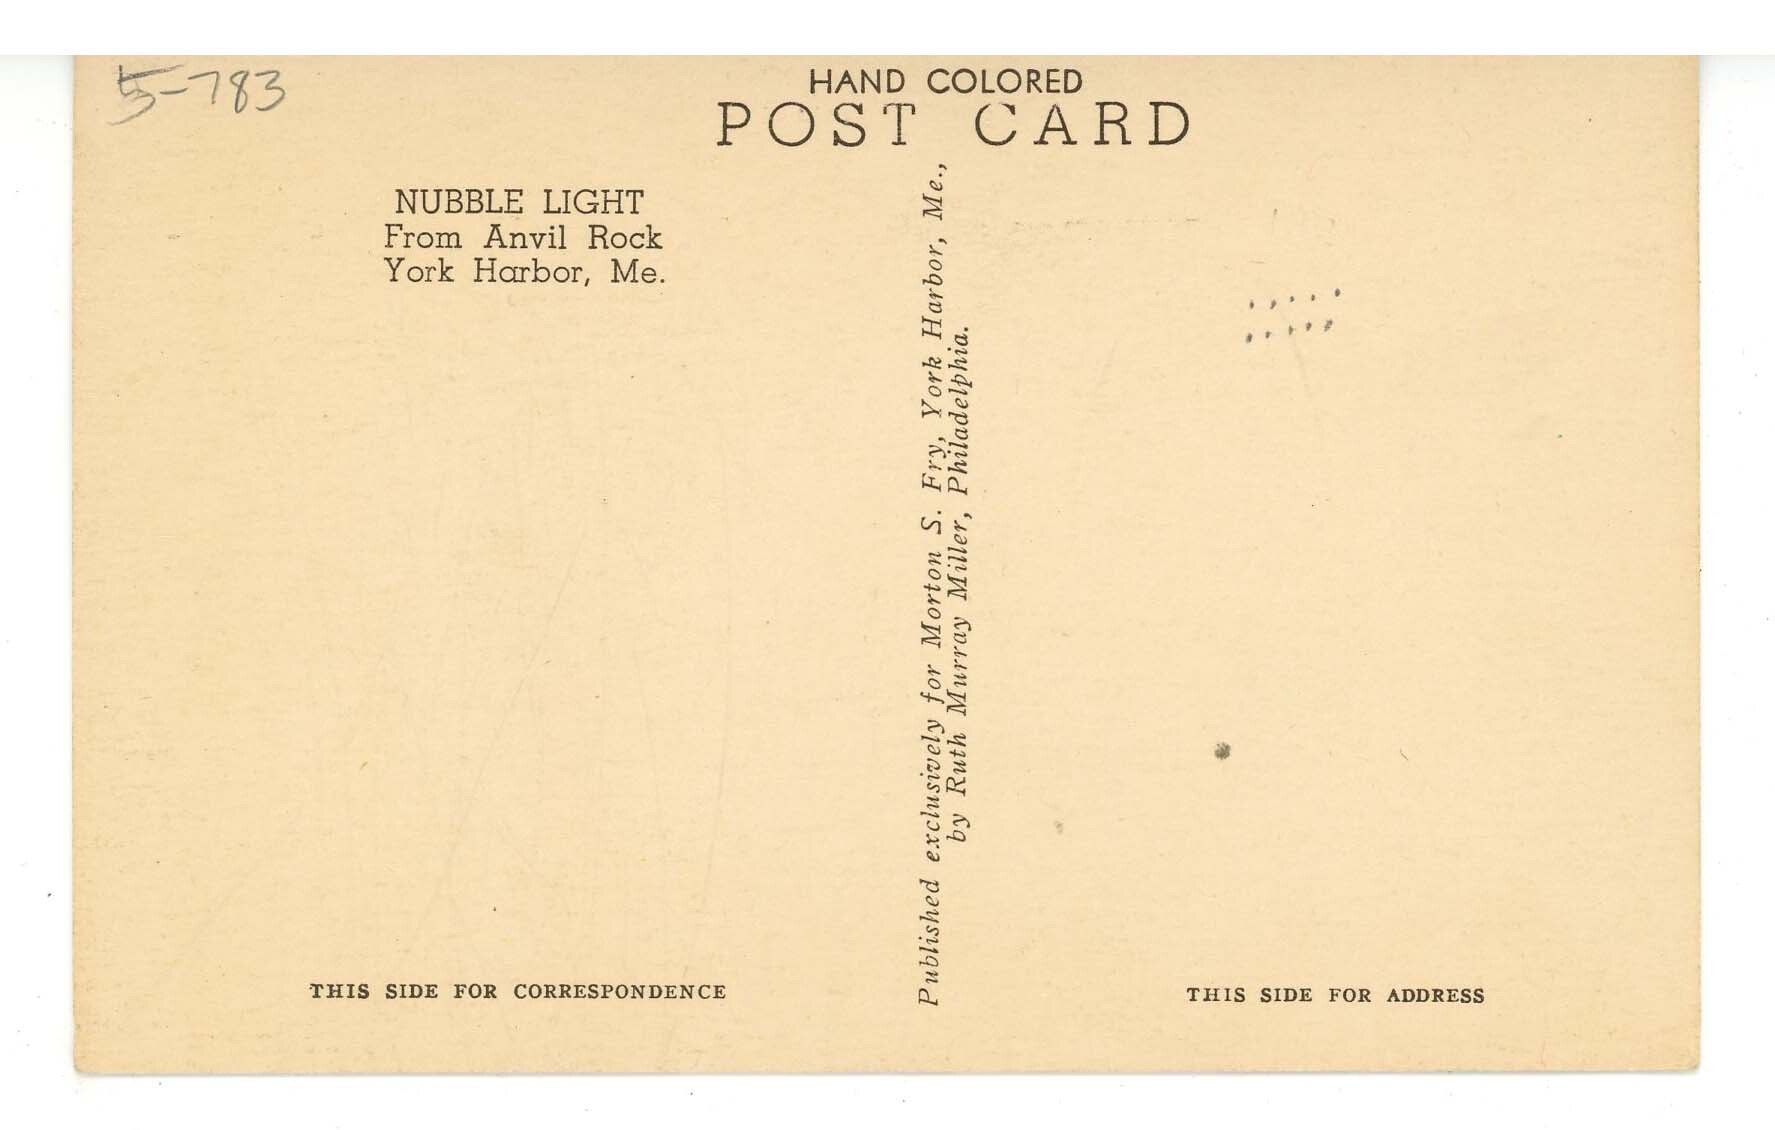 5-783
HAND COLORED
POST CARD
NUBBLE LIGHT
From Anvil Rock
York Harbor, Me.
Published exclusively for Morton S. Fry, York Harbor, Me.,
by Ruth Murray Miller, Philadelphia.
THIS SIDE FOR CORRESPONDENCE
THIS SIDE FOR ADDRESS